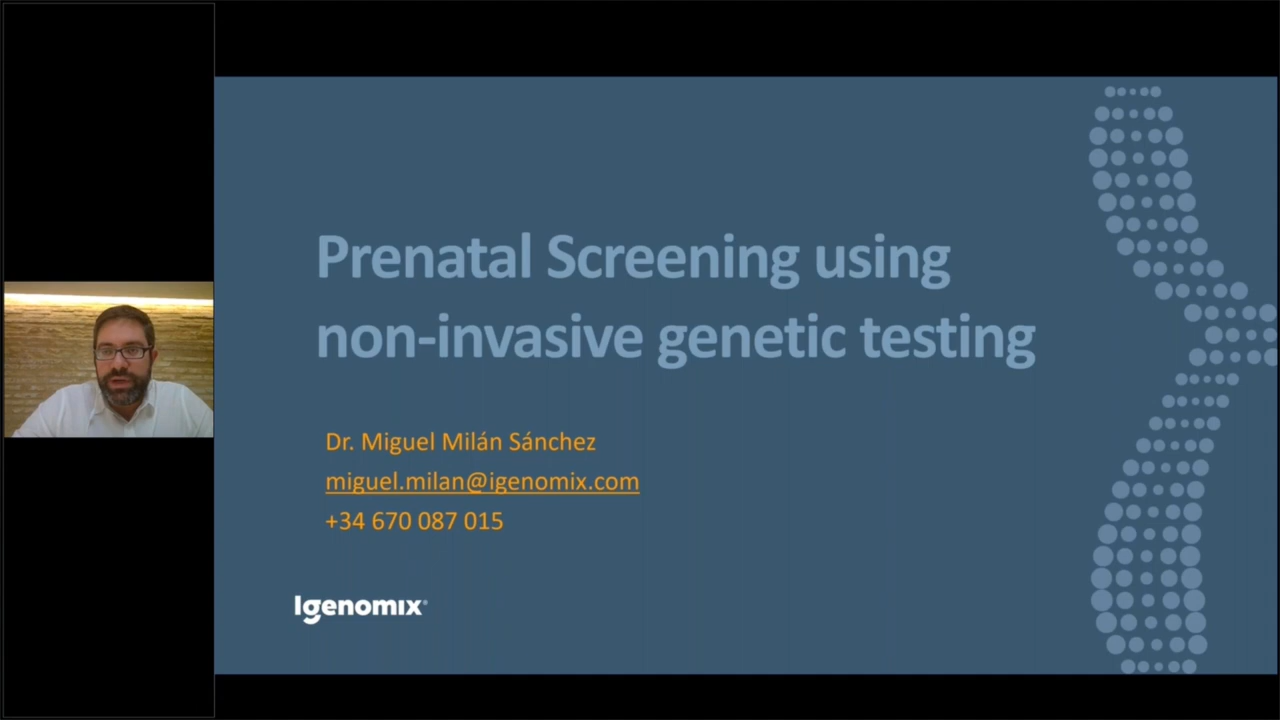 Prenatal Screening using
non-invasive genetic testing
Dr. Miguel Milán Sánchez
miguel.milan@igenomix.com
+34 670 087 015
Igenomix®